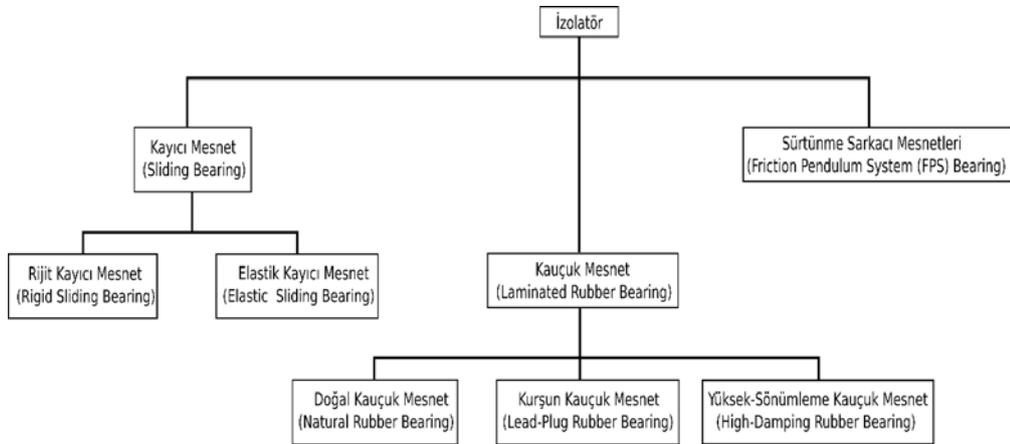 İzolatör
Kayıcı Mesnet
(Sliding Bearing)
Sürtünme Sarkacı Mesnetleri
(Friction Pendulum System (FPS) Bearing)
Rijit Kayıcı Mesnet
(Rigid Sliding Bearing)
Elastik Kayıcı Mesnet
(Elastic Sliding Bearing)
Kauçuk Mesnet
(Laminated Rubber Bearing)
Doğal Kauçuk Mesnet
(Natural Rubber Bearing)
Kurşun Kauçuk Mesnet
(Lead-Plug Rubber Bearing)
Yüksek-Sönümleme Kauçuk Mesnet
(High-Damping Rubber Bearing)